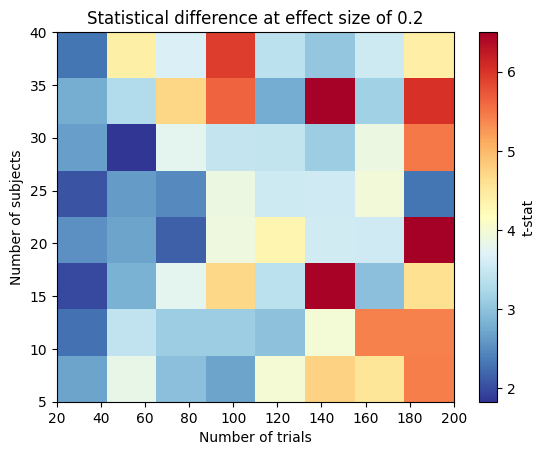 Statistical difference at effect size of 0.2
40
35
30
25
20
15
10
5
Number of subjects
20 40 60 80 100 120 140 160 180 200
Number of trials
6
5
4
3
2
t-stat